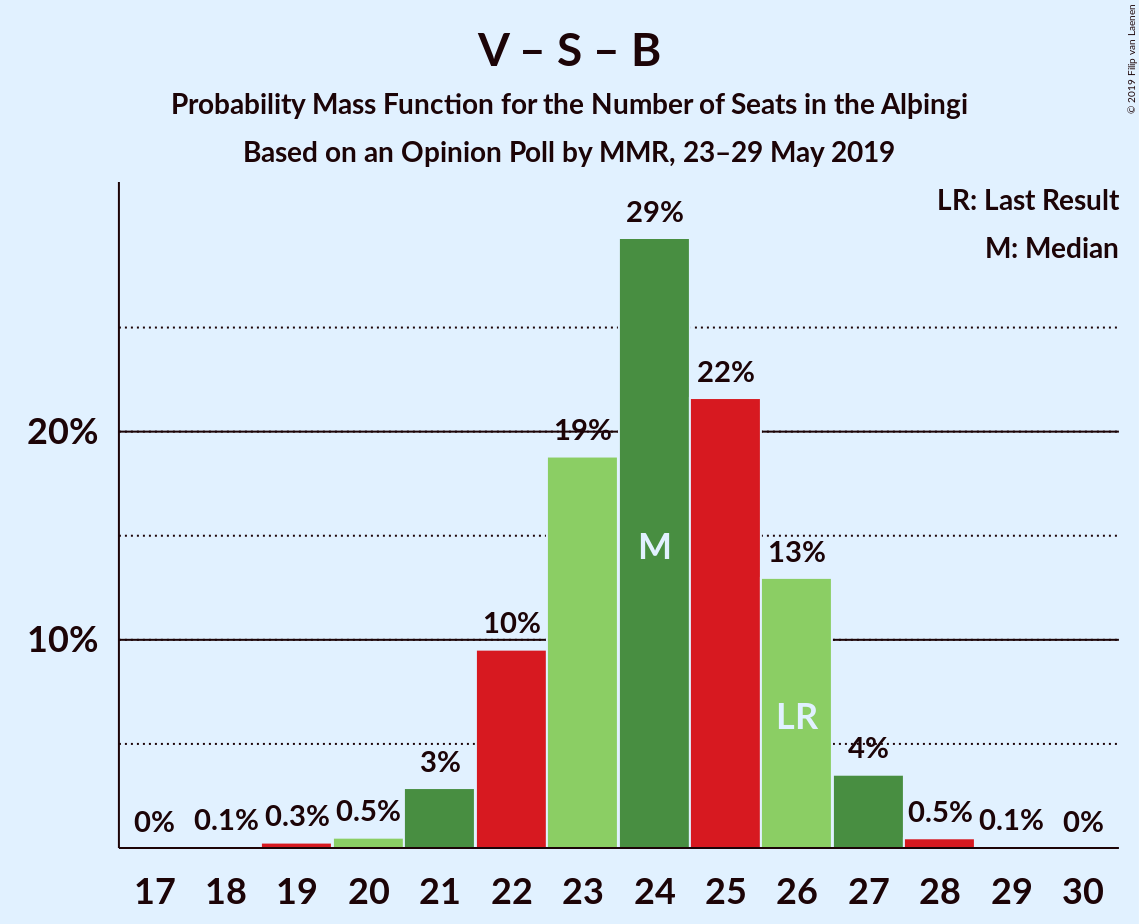 V – S – B
Probability Mass Function for the Number of Seats in the Alþingi
Based on an Opinion Poll by MMR, 23–29 May 2019
© 2019 Filip van Laenen
LR: Last Result
M: Median
20%
10%
0%
0.1%
0.3%
0.5%
3%
10%
19%
29%
22%
13%
4%
0.5%
0.1%
0%
M
LR
17 18 19 20 21 22 23 24 25 26 27 28 29 30